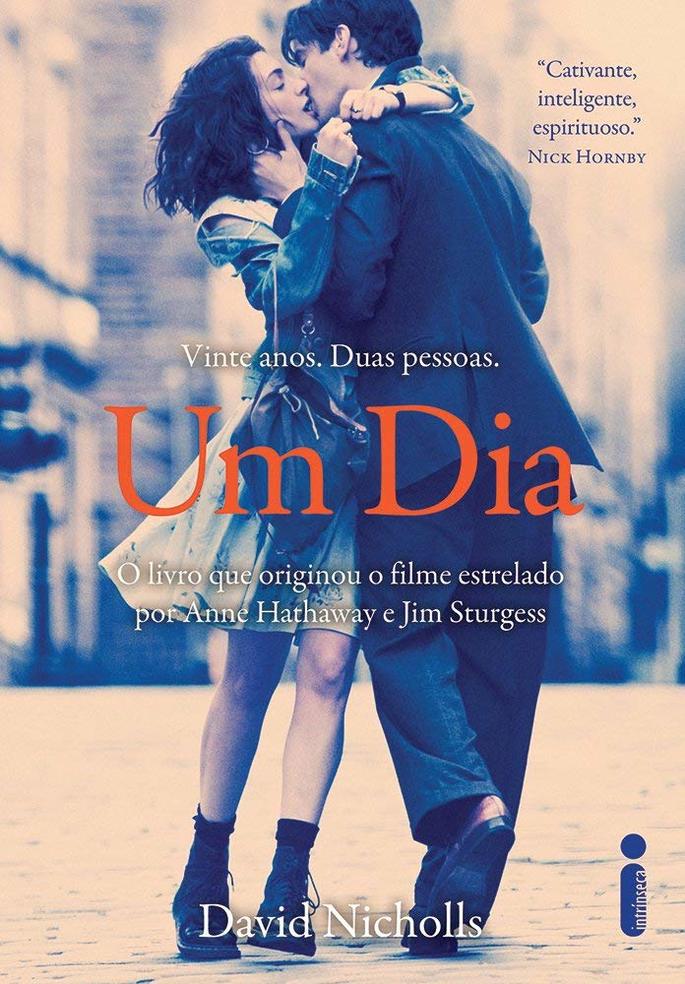 “Cativante,
inteligente,
espirituoso.”
NICK HORNBY
Vinte anos. Duas pessoas.
Um Dia
O livro que originou o filme estrelado
por Anne Hathaway e Jim Sturgess
David Nicholls
intrínseca